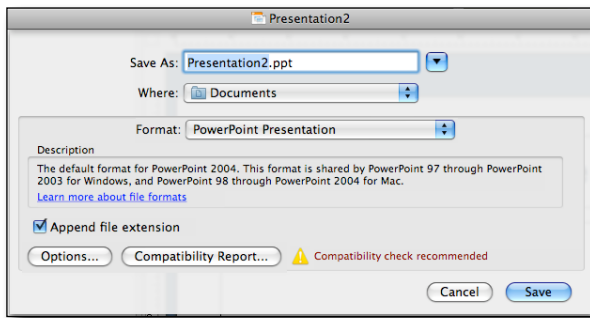 Presentation2
Save As: Presentation2.ppt
Where: Documents
Format: PowerPoint Presentation
Description
The default format for PowerPoint 2004. This format is shared by PowerPoint 97 through PowerPoint
2003 for Windows, and PowerPoint 98 through PowerPoint 2004 for Mac.
Learn more about file formats
Append file extension
Options... Compatibility Report... Compatibility check recommended
Cancel Save